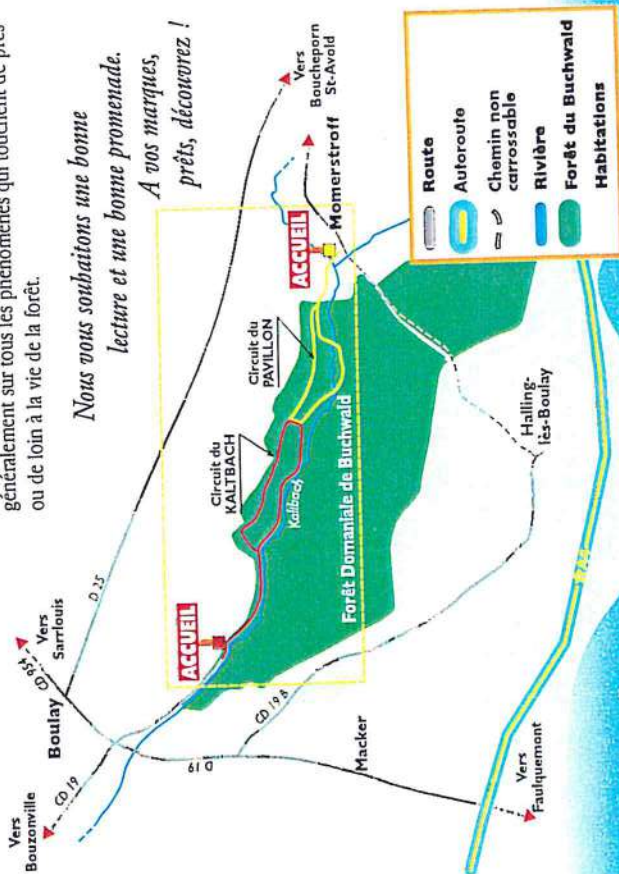 généralement sur tous les phénomènes qui touchent de près
ou de loin à la vie de la forêt.
Nous vous souhaitons une bonne
lecture et une bonne promenade.
A vos marques,
prêts, découvrez !
Vers
Bouzonville
CD 19
Boulay
CD 954
Vers
Sarrlouis
D 25
Vers
Boucheporn
St-Avold
ACCUEIL
Circuit du
KALTBACH
Circuit du
PAVILLON
ACCUEIL
Momerstroff
Kaltbach
Forêt Domaniale de Buchwald
D 19
CD 19 B
Macker
Halling-
lès-Boulay
Vers
Faulquemont
Route
Autoroute
Chemin non
carrossable
Rivière
Forêt du Buchwald
Habitations